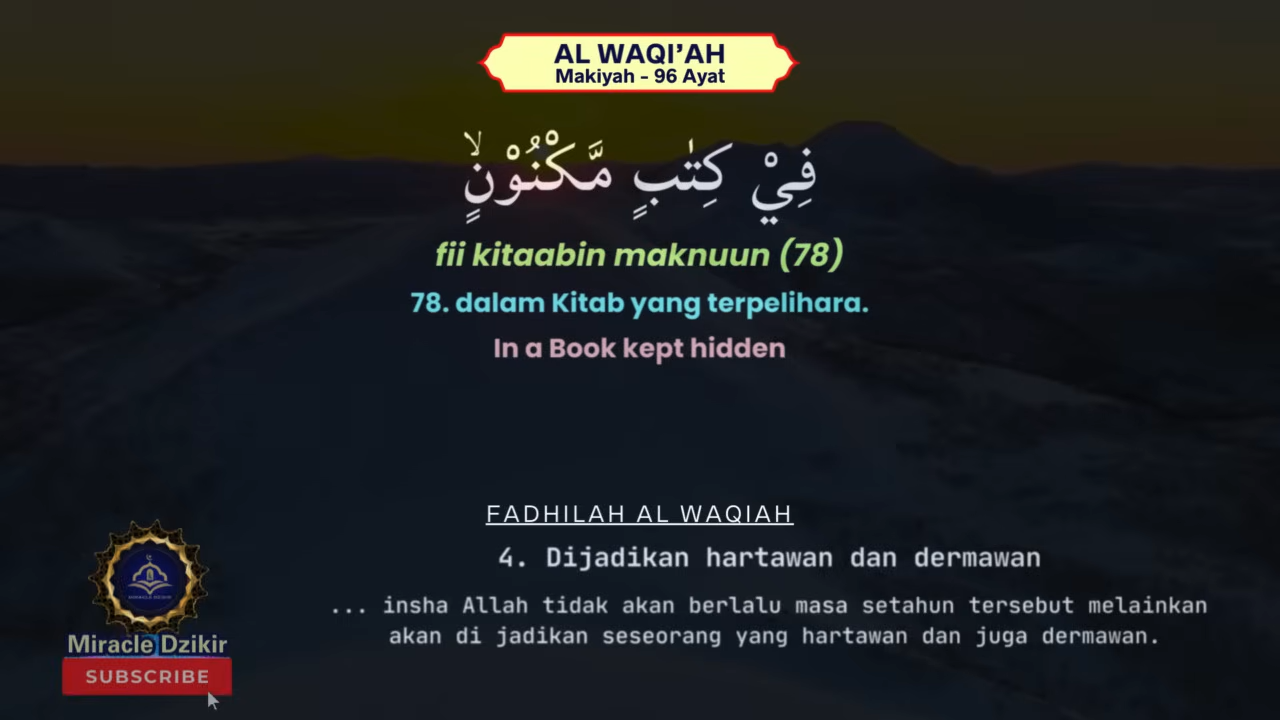 AL WAQI’AH
Makiyah - 96 Ayat
فِيْ كِتٰبٍ مَّكْنُوْنٍۙ
fii kitaabin maknuun (78)
78. dalam Kitab yang terpelihara.
In a Book kept hidden
FADHILAH AL WAQIAH
4. Dijadikan hartawan dan dermawan
... insha Allah tidak akan berlalu masa setahun tersebut melainkan
akan di jadikan seseorang yang hartawan dan juga dermawan.
MIRACLE DZIKIR
Miracle Dzikir
SUBSCRIBE